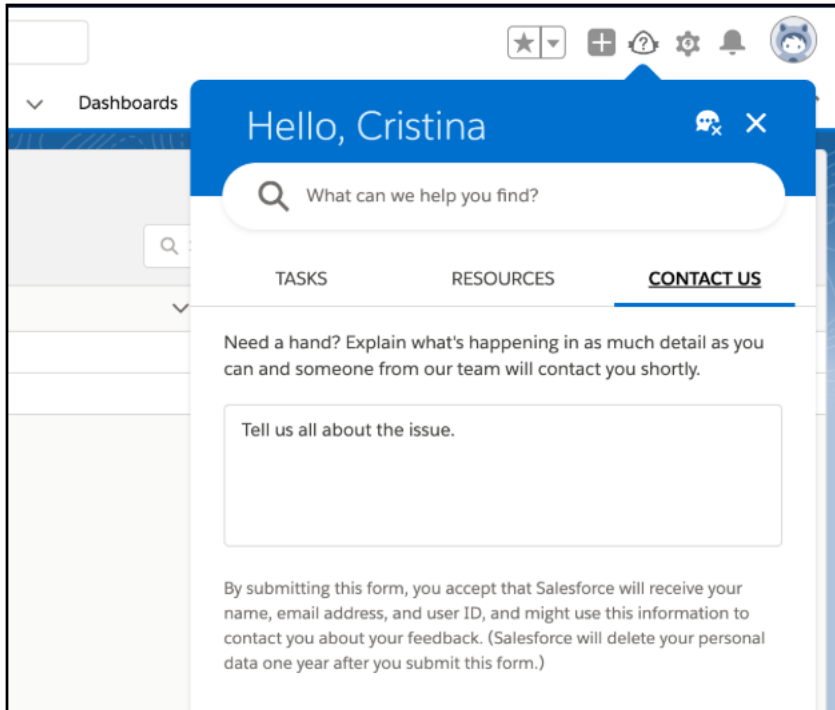 Dashboards
Hello, Cristina
What can we help you find?
TASKS RESOURCES CONTACT US
Need a hand? Explain what's happening in as much detail as you
can and someone from our team will contact you shortly.
Tell us all about the issue.
By submitting this form, you accept that Salesforce will receive your
name, email address, and user ID, and might use this information to
contact you about your feedback. (Salesforce will delete your personal
data one year after you submit this form.)